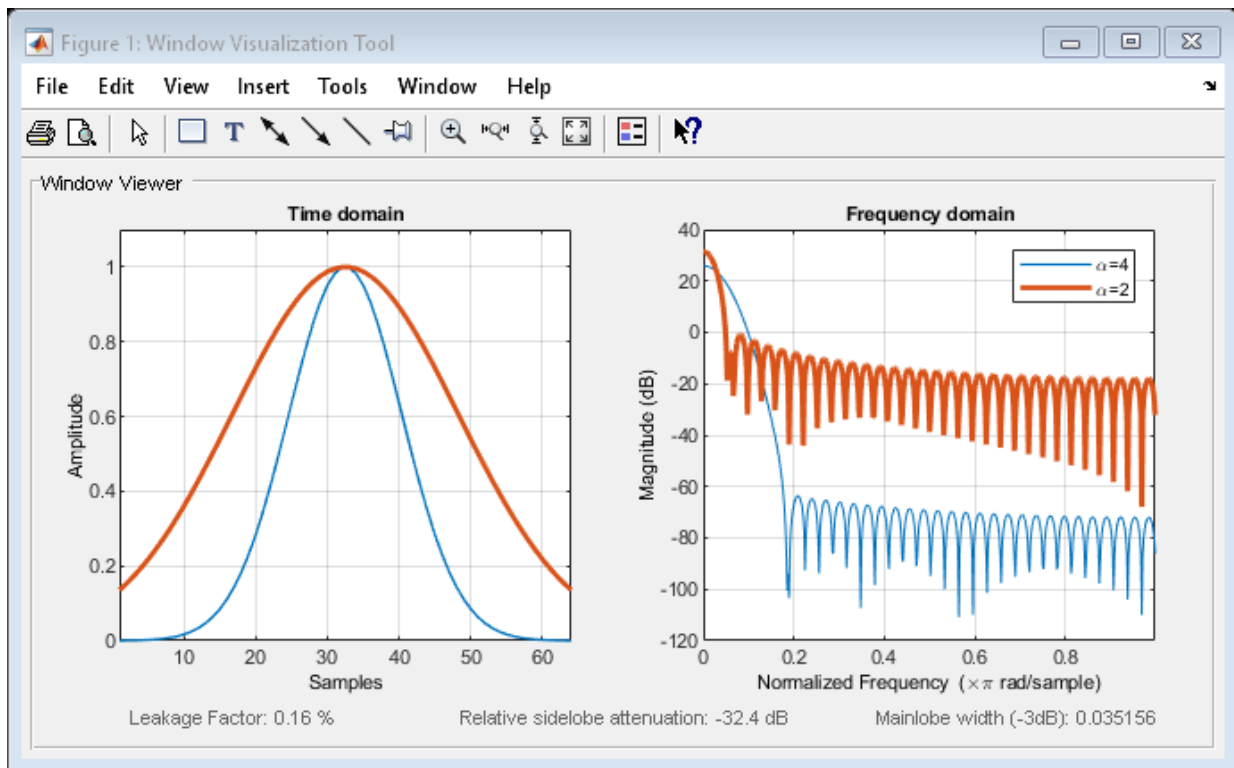 Figure 1: Window Visualization Tool
File Edit View Insert Tools Window Help
T
Window Viewer
Time domain
Amplitude
1
0.8
0.6
0.4
0.2
0
10 20 30 40 50 60
Samples
Frequency domain
α=4
α=2
Magnitude (dB)
40
20
0
-20
-40
-60
-80
-100
-120
0 0.2 0.4 0.6 0.8
Normalized Frequency (×π rad/sample)
Leakage Factor: 0.16 % Relative sidelobe attenuation: -32.4 dB Mainlobe width (-3dB): 0.035156